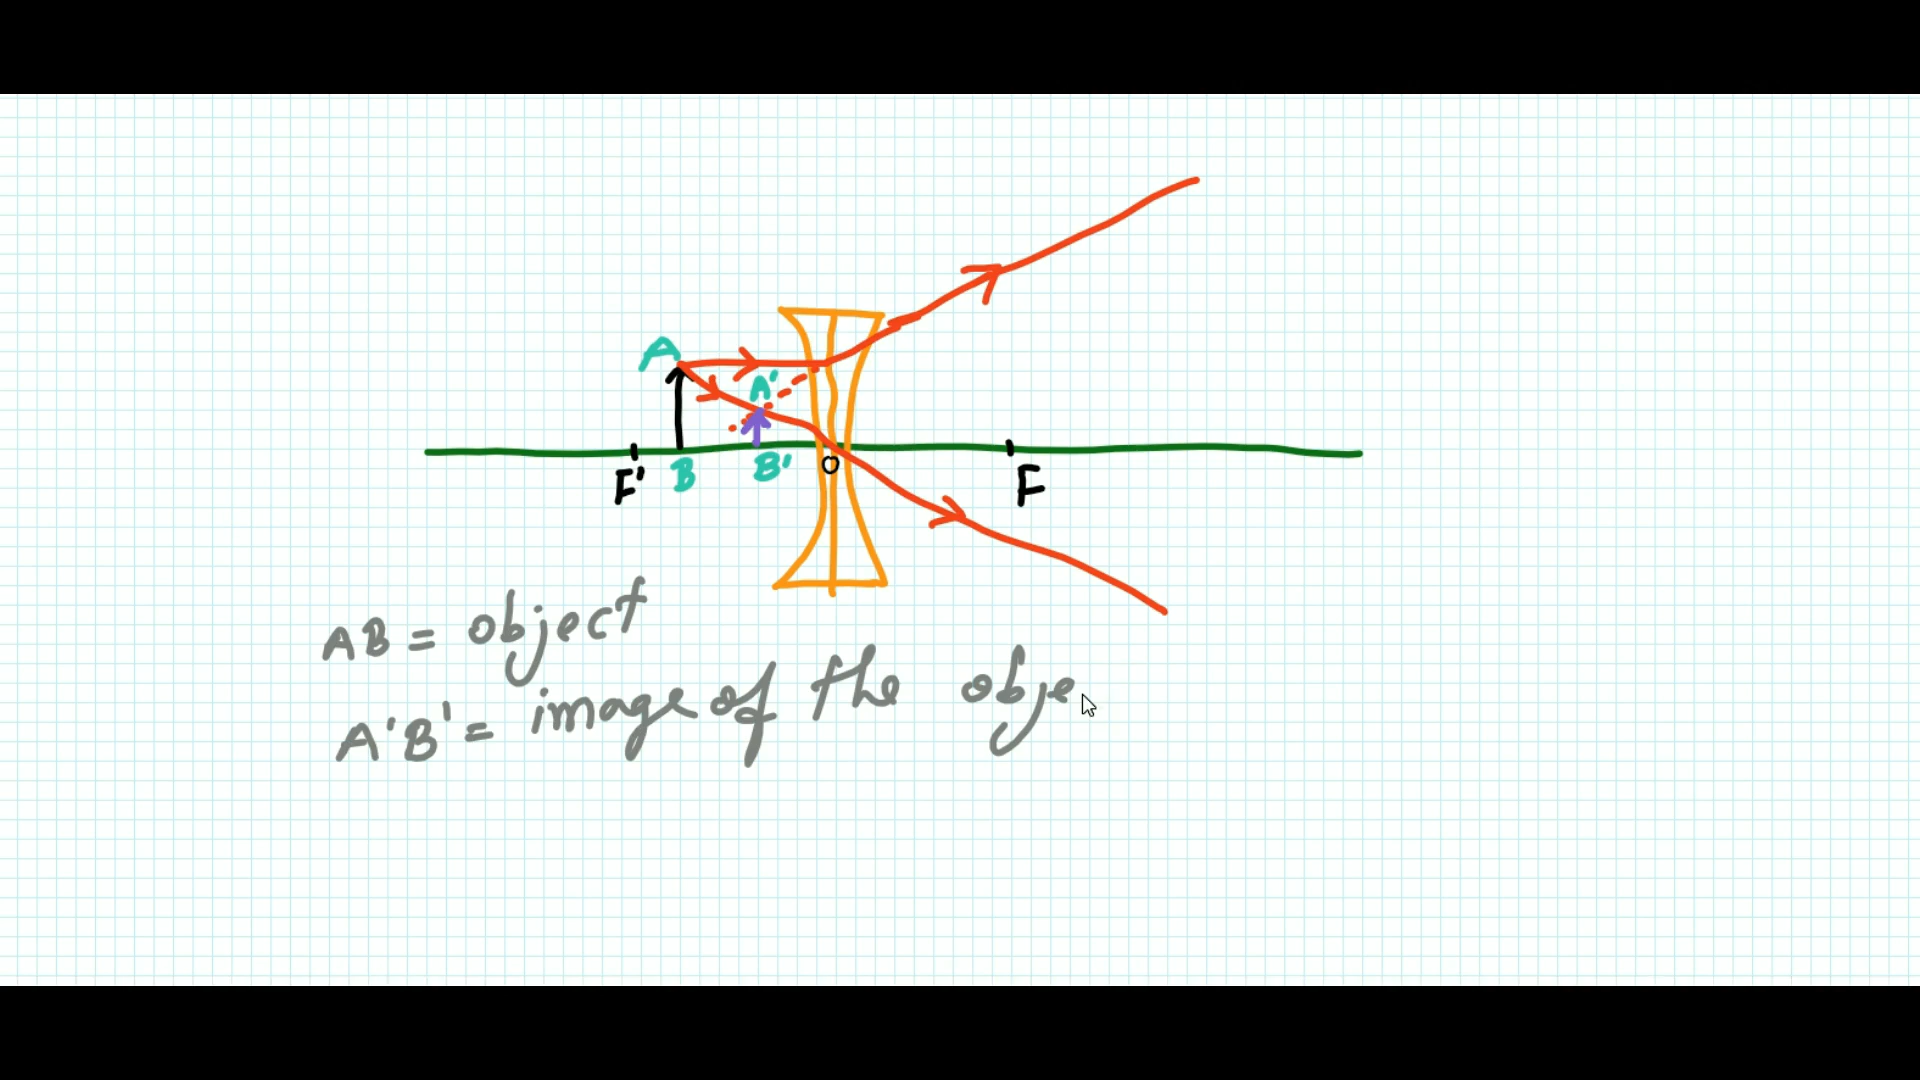 A
A'
F' B B' O F
AB = object
A'B' = image of the obje